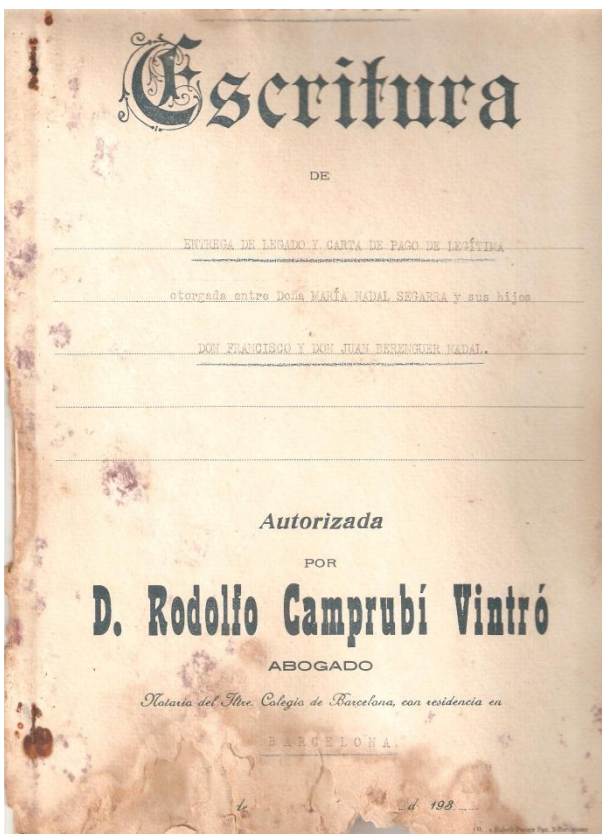 Escritura
DE
ENTREGA DE LEGADO Y CARTA DE PAGO DE LEGÍTIMA
otorgada entre Doña MARÍA NADAL SEGARRA y sus hijos
DON FRANCISCO Y DON JUAN BERENGUER NADAL.
Autorizada
POR
D. Rodolfo Camprubí Vintró
ABOGADO
Notario del Iltre. Colegio de Barcelona, con residencia en
BARCELONA.
de d 193